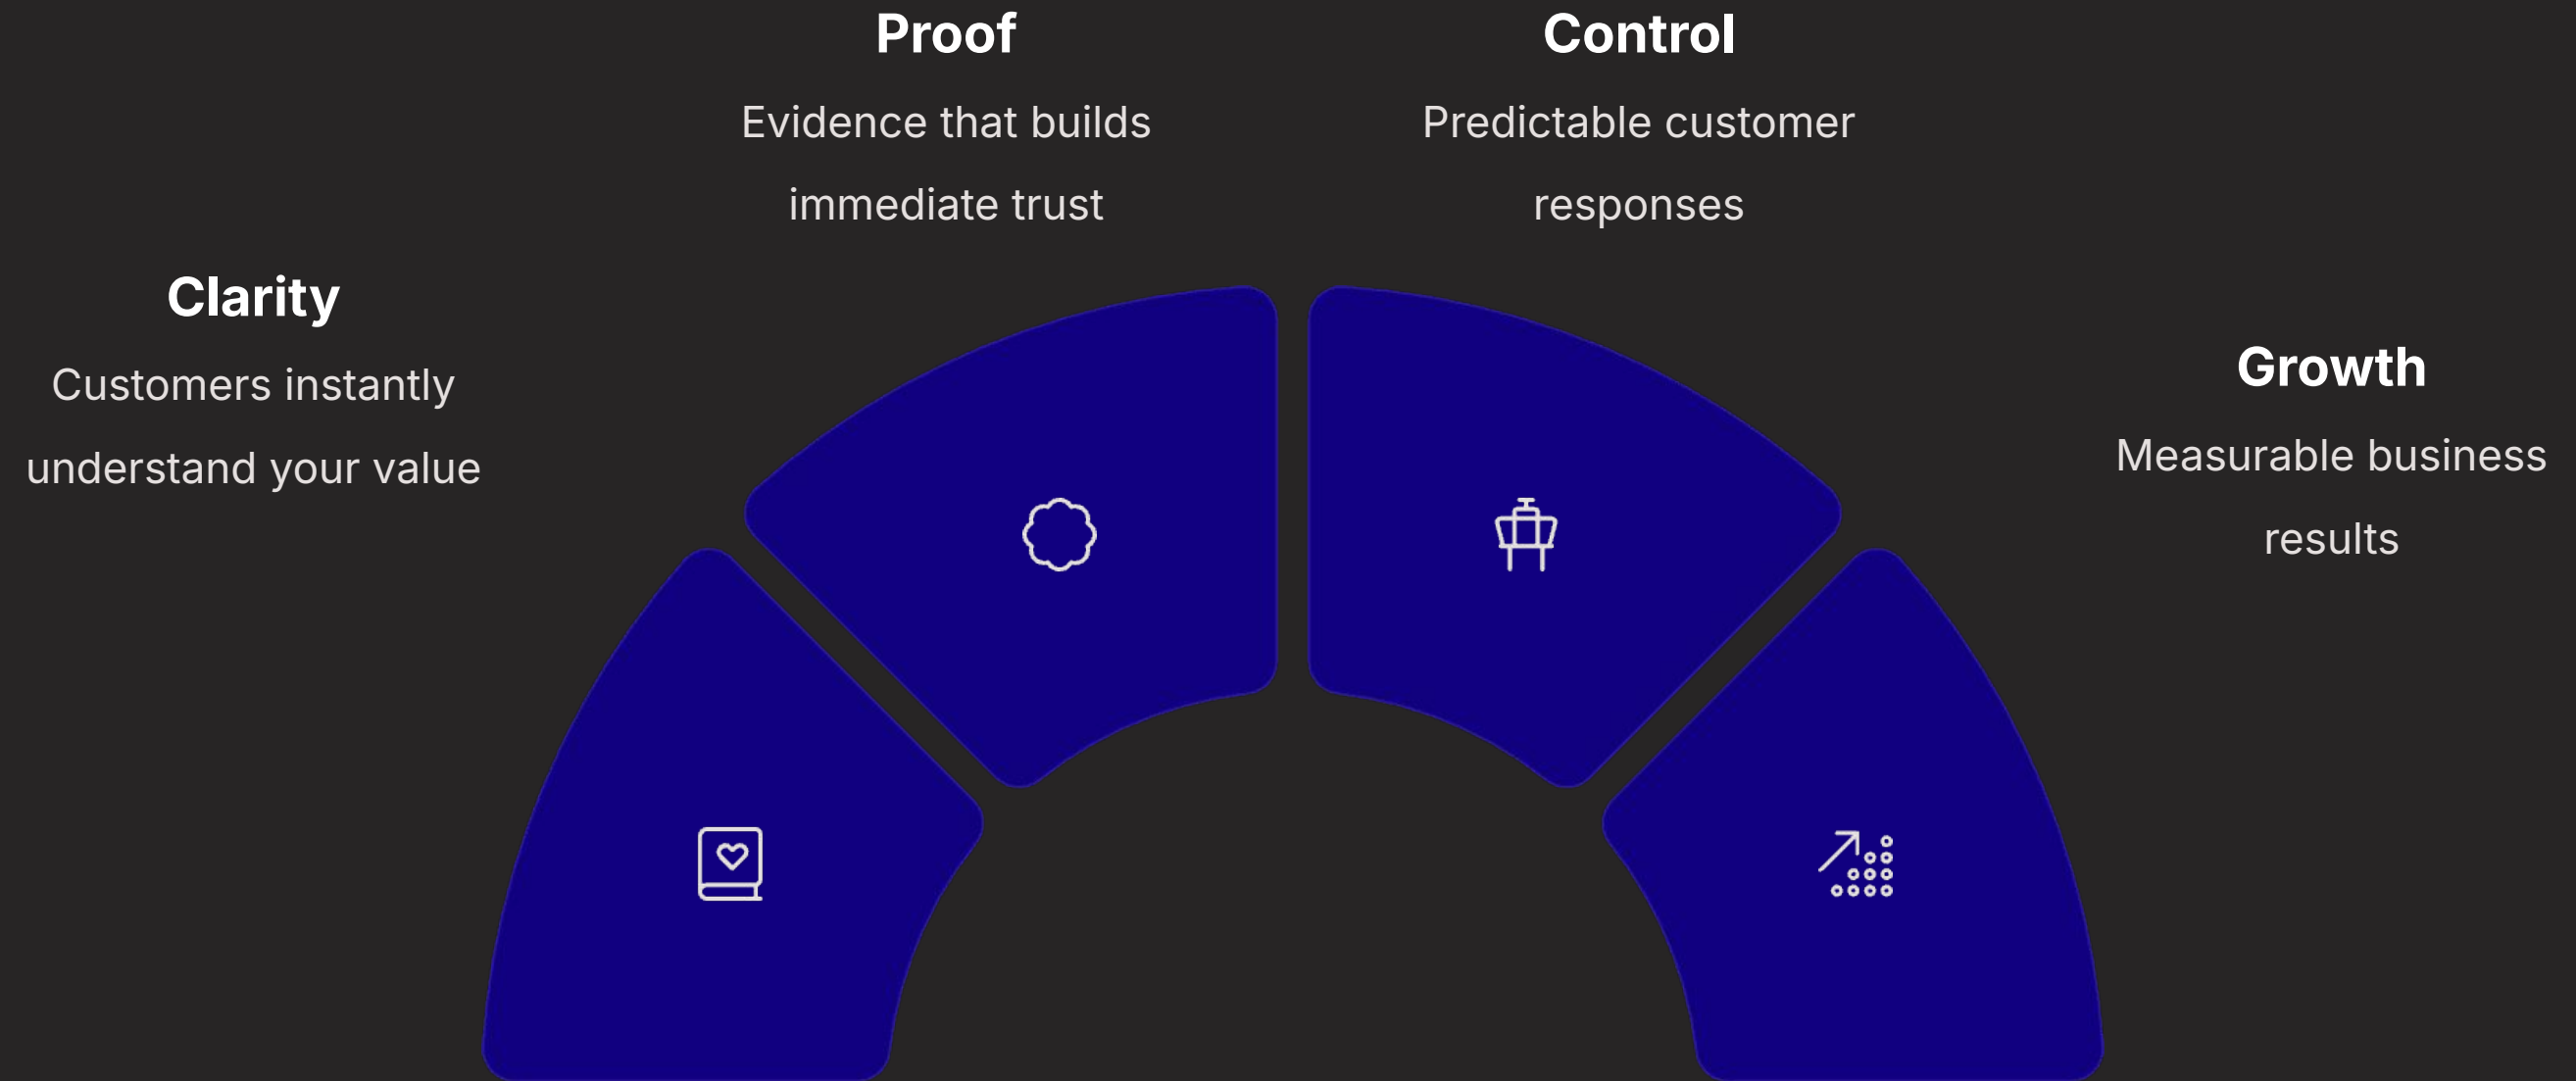 Clarity
Customers instantly
understand your value
Proof
Evidence that builds
immediate trust
Control
Predictable customer
responses
Growth
Measurable business
results